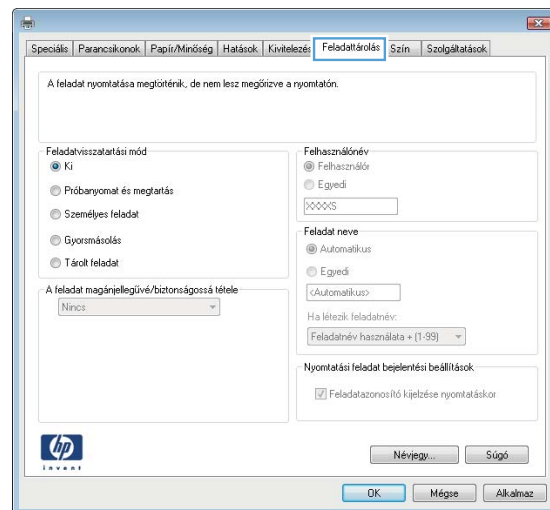 Speciális Parancsikonok Papír/Minőség Hatások Kivitelezés Feladattárolás Szín Szolgáltatások
A feladat nyomtatása megtörténik, de nem lesz megőrizve a nyomtatón.
Feladatvisszatartási mód
Ki
Próbanyomat és megtartás
Személyes feladat
Gyorsmásolás
Tárolt feladat
A feladat magánjellegűvé/biztonságossá tétele
Nincs
Felhasználónév
Felhasználór
Egyedi
XXXXS
Feladat neve
Automatikus
Egyedi
<Automatikus>
Ha létezik feladatnév:
Feladatnév használata + (1-99)
Nyomtatási feladat bejelentési beállítások
Feladatazonosító kijelzése nyomtatáskor
hp
invent
Névjegy... Súgó
OK Mégse Alkalmaz